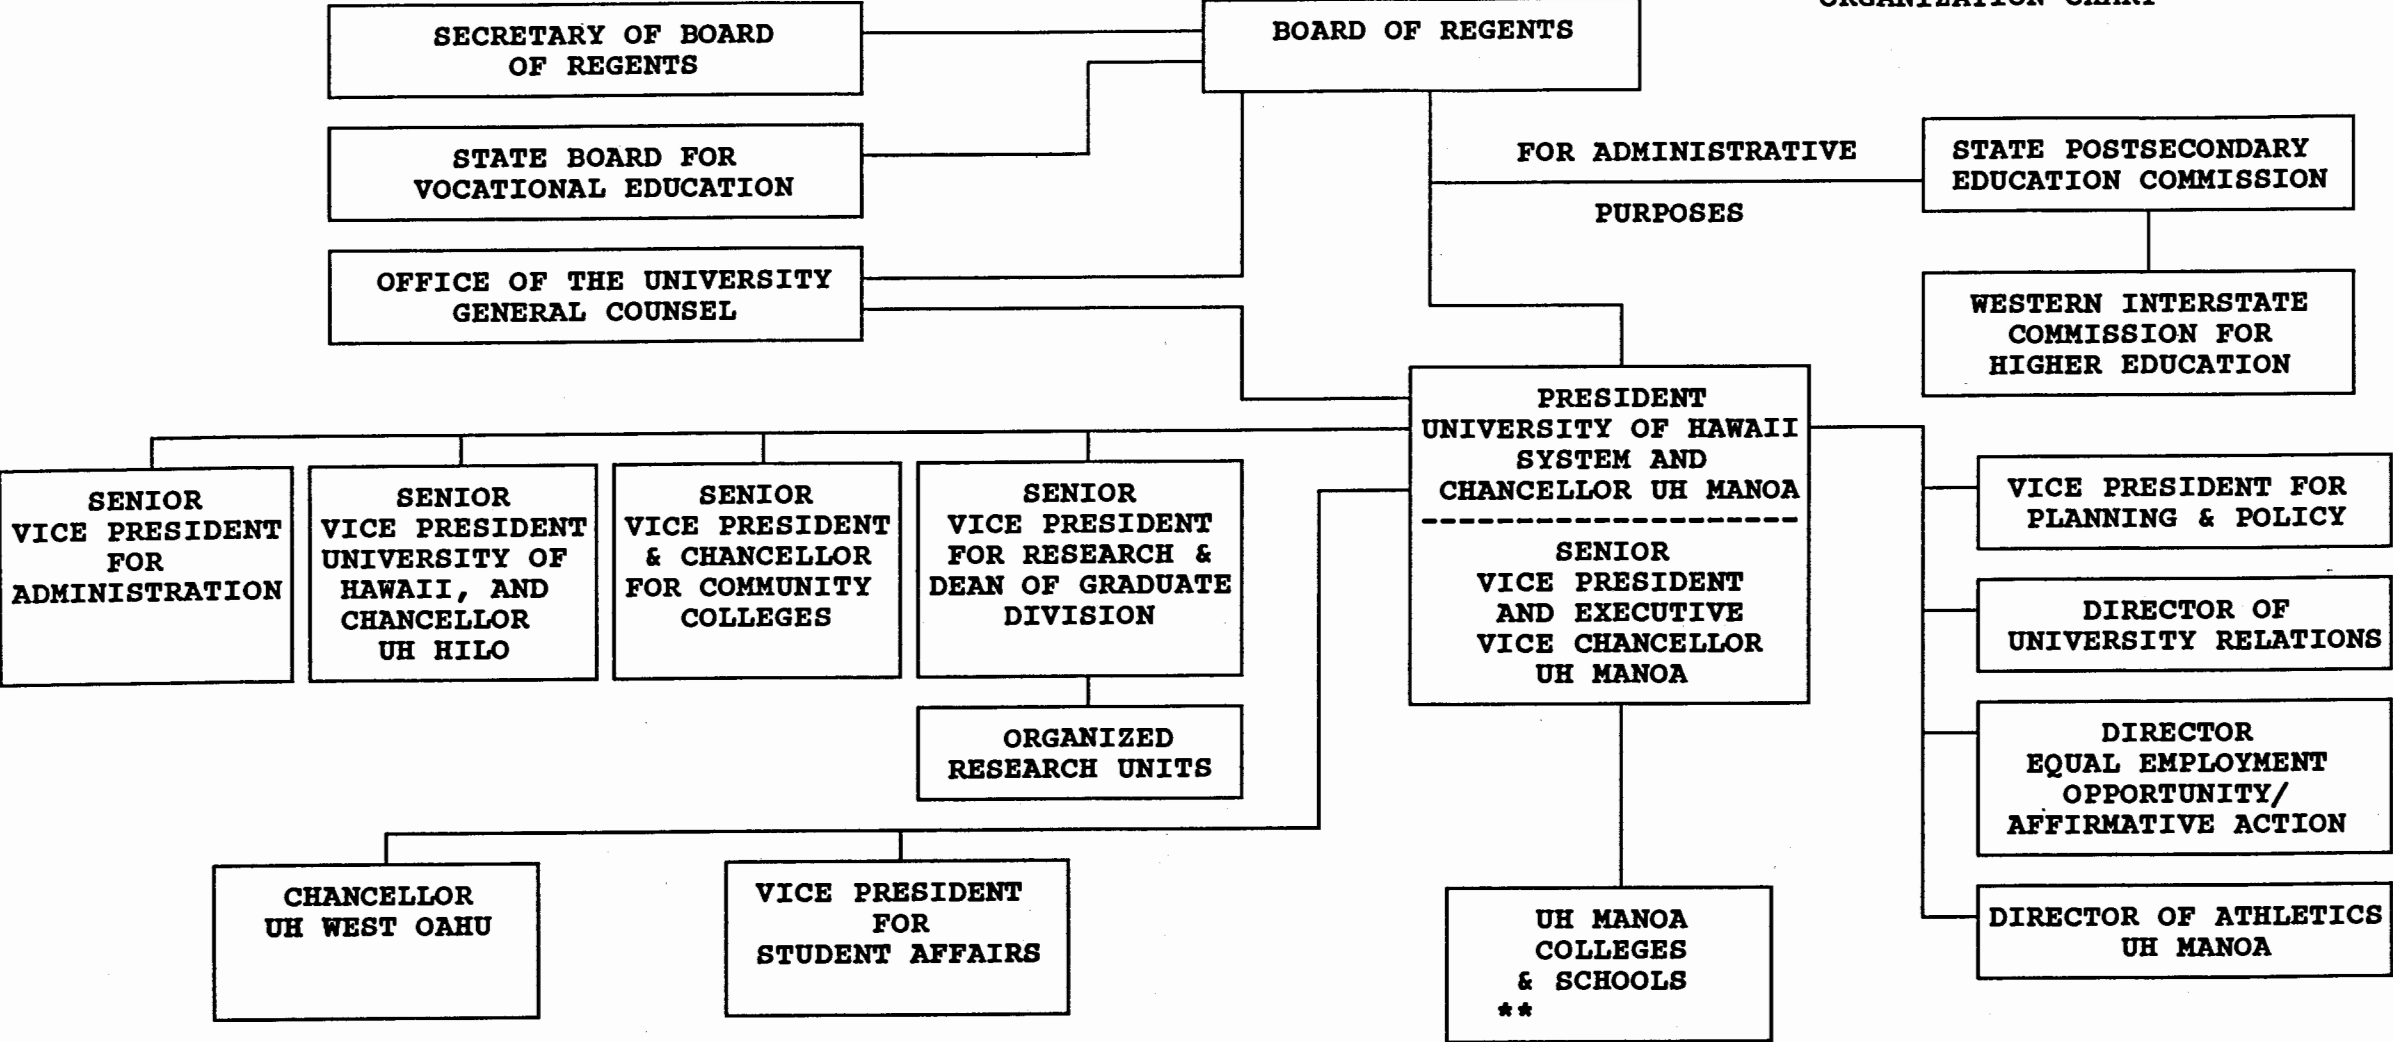 ORGANIZATION CHART
SECRETARY OF BOARD
OF REGENTS
BOARD OF REGENTS
STATE BOARD FOR
VOCATIONAL EDUCATION
FOR ADMINISTRATIVE
PURPOSES
STATE POSTSECONDARY
EDUCATION COMMISSION
OFFICE OF THE UNIVERSITY
GENERAL COUNSEL
WESTERN INTERSTATE
COMMISSION FOR
HIGHER EDUCATION
PRESIDENT
UNIVERSITY OF HAWAII
SYSTEM AND
CHANCELLOR UH MANOA
SENIOR
VICE PRESIDENT
AND EXECUTIVE
VICE CHANCELLOR
UH MANOA
SENIOR
VICE PRESIDENT
FOR
ADMINISTRATION
SENIOR
VICE PRESIDENT
UNIVERSITY OF
HAWAII, AND
CHANCELLOR
UH HILO
SENIOR
VICE PRESIDENT
& CHANCELLOR
FOR COMMUNITY
COLLEGES
SENIOR
VICE PRESIDENT
FOR RESEARCH &
DEAN OF GRADUATE
DIVISION
ORGANIZED
RESEARCH UNITS
VICE PRESIDENT FOR
PLANNING & POLICY
DIRECTOR OF
UNIVERSITY RELATIONS
DIRECTOR
EQUAL EMPLOYMENT
OPPORTUNITY/
AFFIRMATIVE ACTION
DIRECTOR OF ATHLETICS
UH MANOA
CHANCELLOR
UH WEST OAHU
VICE PRESIDENT
FOR
STUDENT AFFAIRS
UH MANOA
COLLEGES
& SCHOOLS
**